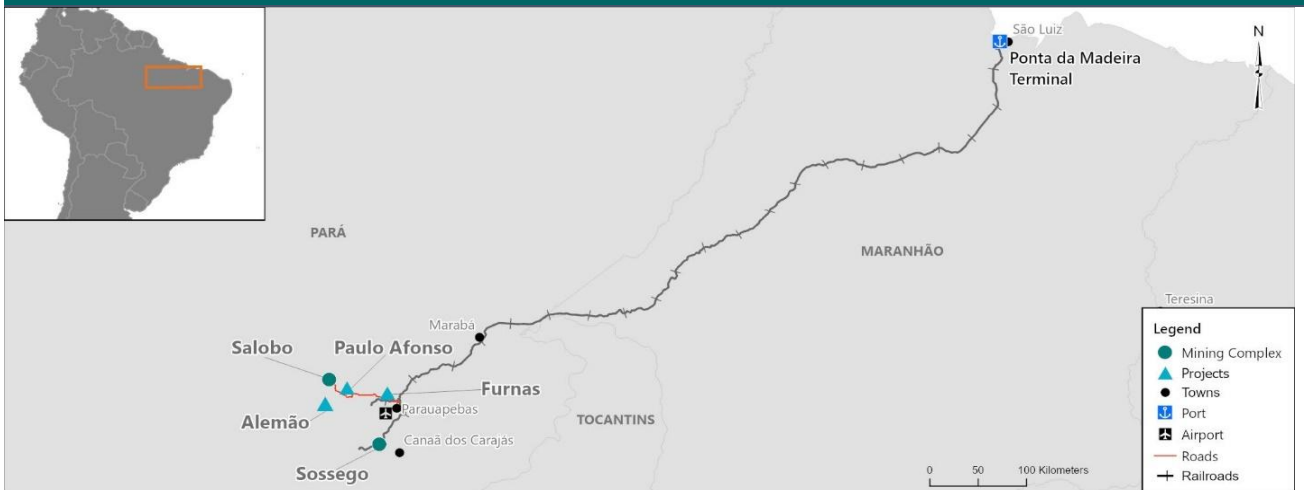 São Luiz
Ponta da Madeira
Terminal
N
PARÁ
MARANHÃO
Teresina
Marabá
Salobo
Paulo Afonso
Furnas
Parauapebas
Alemão
TOCANTINS
Canaã dos Carajás
Sossego
0 50 100 Kilometers
Legend
Mining Complex
Projects
Towns
Port
Airport
Roads
Railroads